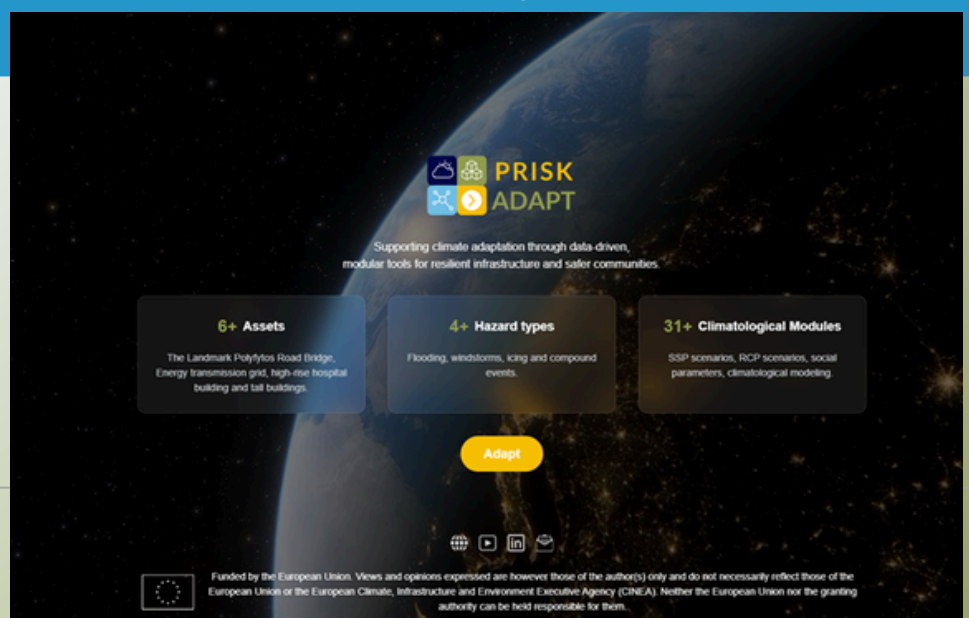 PRISK
ADAPT
Supporting climate adaptation through data-driven,
modular tools for resilient infrastructure and safer communities.
6+ Assets
The Landmark Polyfytos Road Bridge,
Energy transmission grid, high-rise hospital
building and tall buildings.
4+ Hazard types
Flooding, windstorms, icing and compound
events.
31+ Climatological Modules
SSP scenarios, RCP scenarios, social
parameters, climatological modeling.
Adapt
in
Funded by the European Union. Views and opinions expressed are however those of the author(s) only and do not necessarily reflect those of the
European Union or the European Climate, Infrastructure and Environment Executive Agency (CINEA). Neither the European Union nor the granting
authority can be held responsible for them.